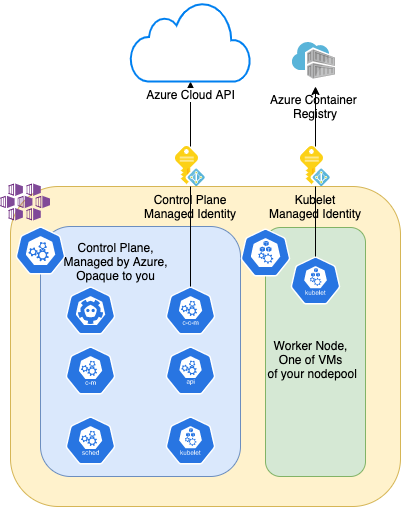 Azure Cloud API
Azure Container
Registry
Control Plane
Managed Identity
Kubelet
Managed Identity
Control Plane,
Managed by Azure,
Opaque to you
c-c-m
kubelet
c-m
api
Worker Node,
One of VMs
of your nodepool
sched
kubelet